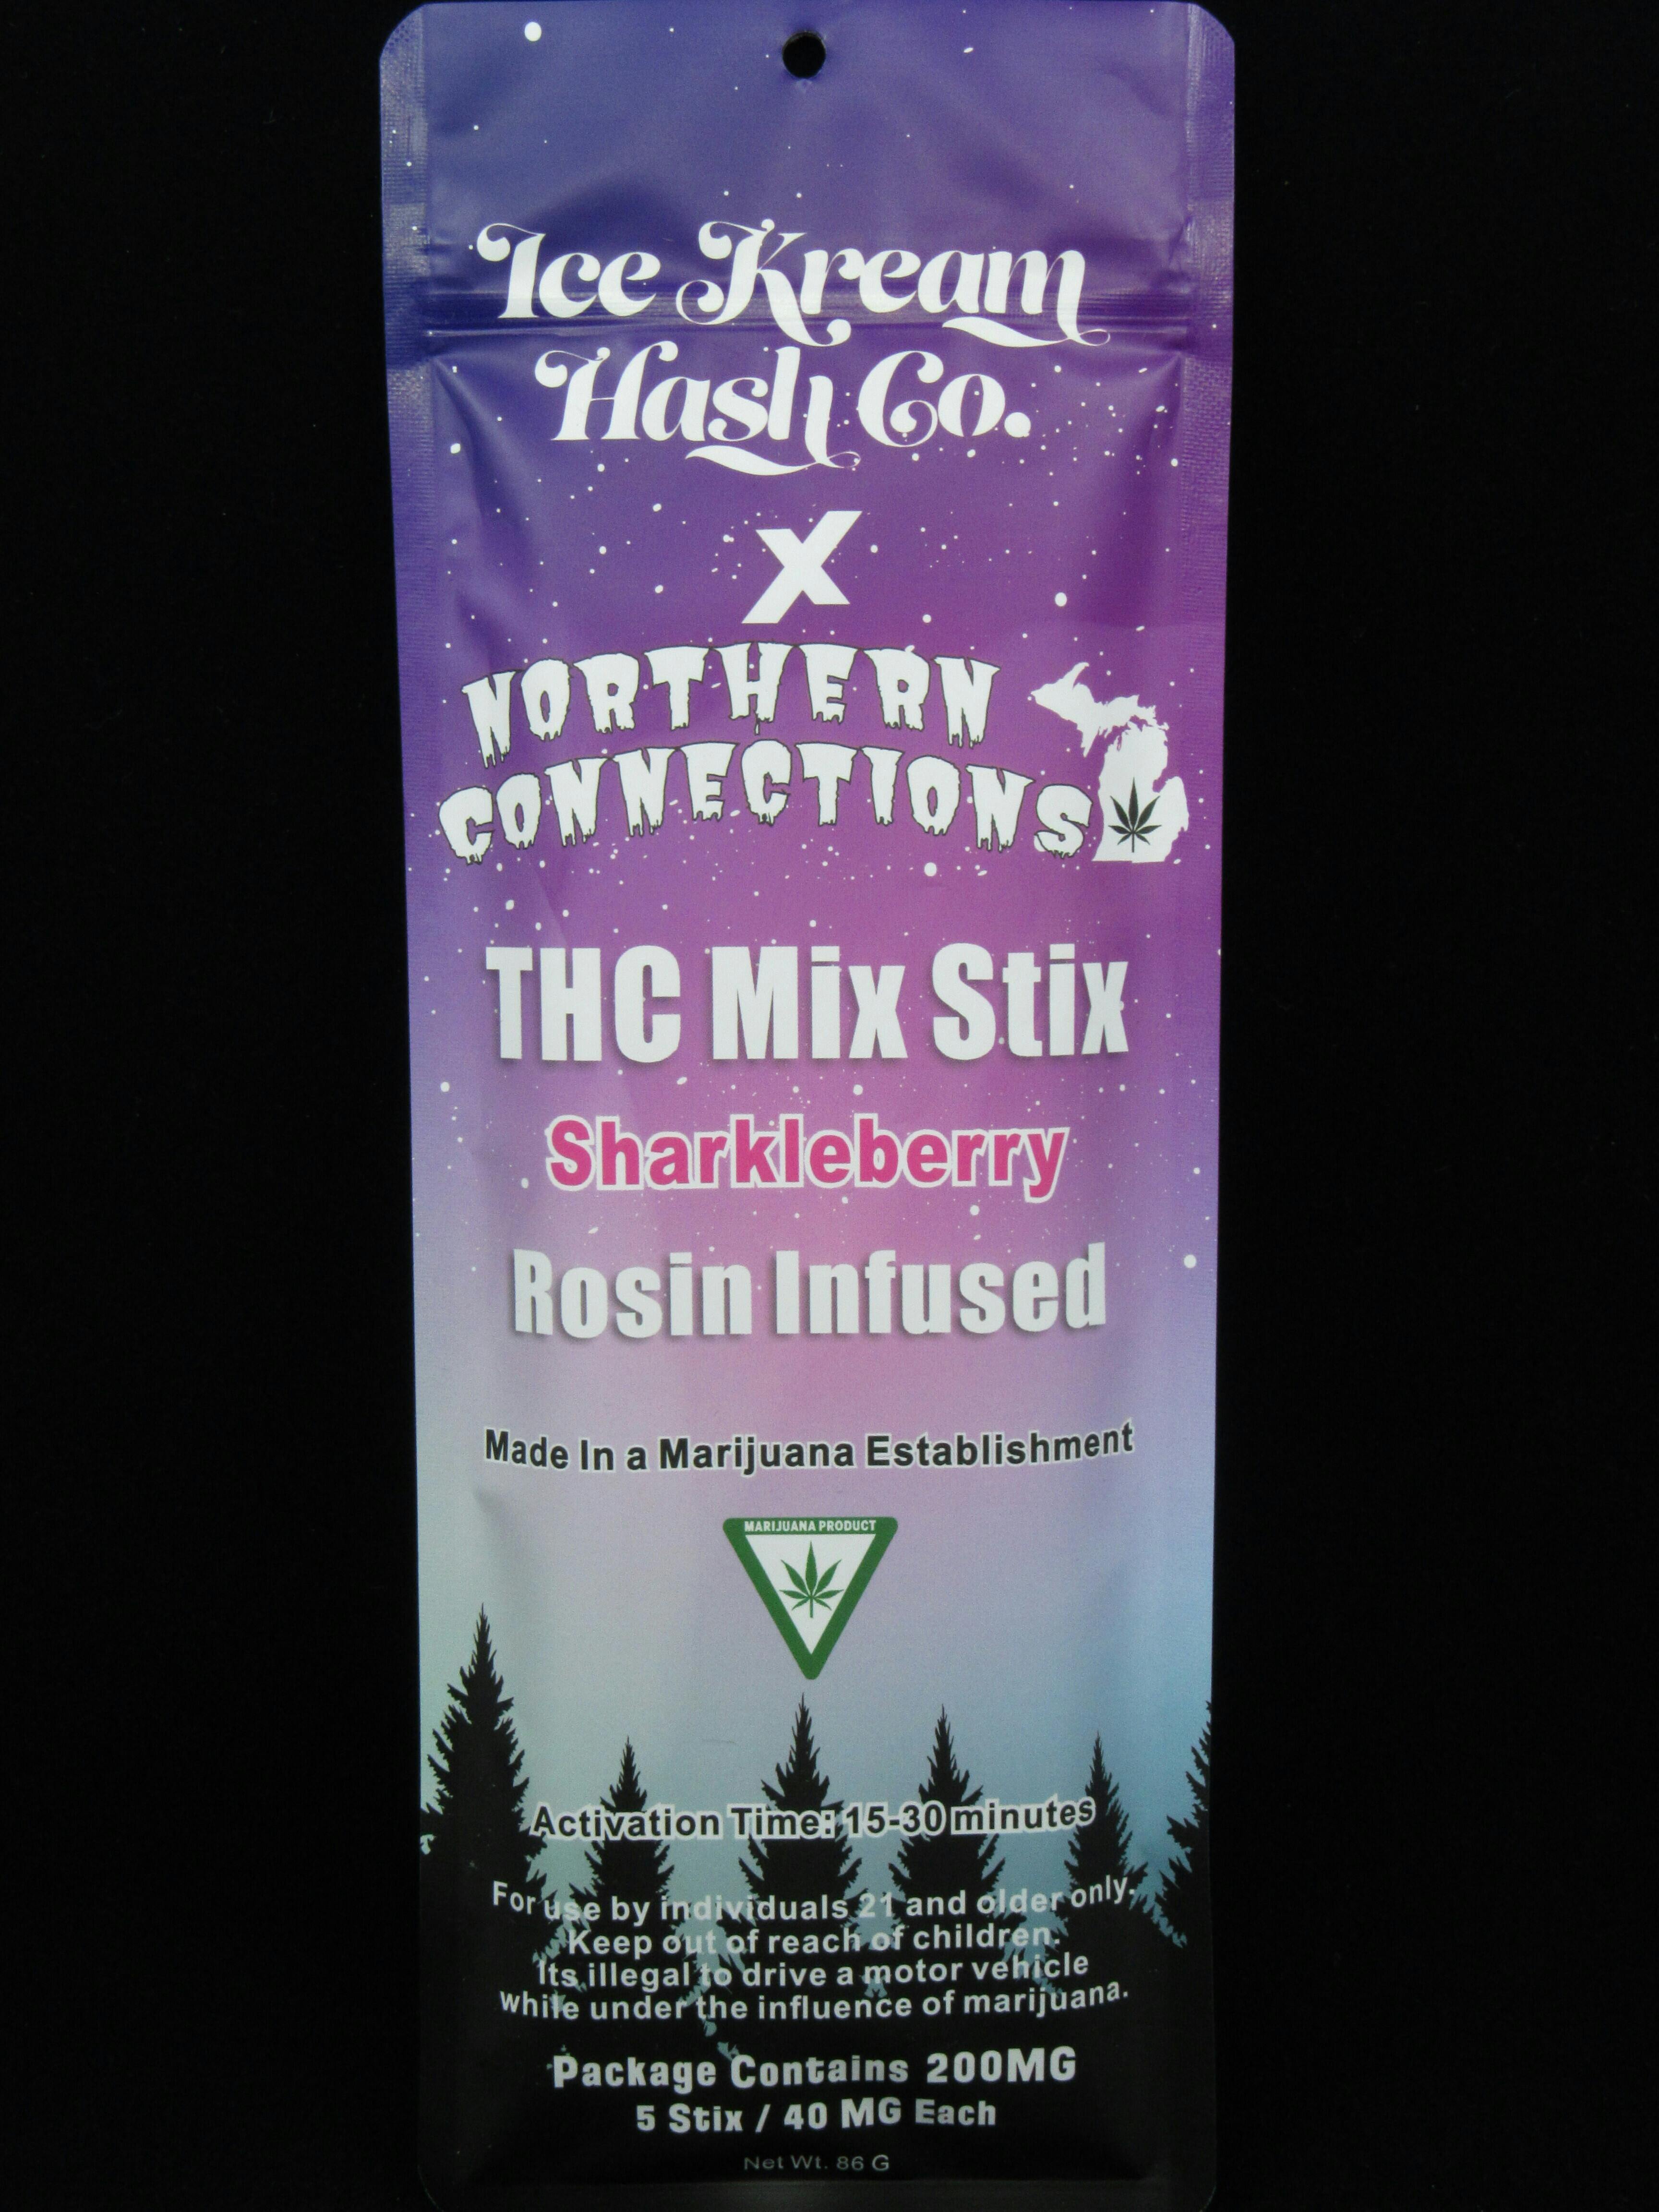 Ice Kream
Hash Co.
X
NORTHERN
CONNECTIONS
THC Mix Stix
Sharkleberry
Rosin Infused
Made In a Marijuana Establishment
MARIJUANA PRODUCT
Activation Time: 15-30 minutes
For use by individuals 21 and older only.
Keep out of reach of children.
Its illegal to drive a motor vehicle
while under the influence of marijuana.
Package Contains 200MG
5 Stix / 40 MG Each
Net Wt. 86 G